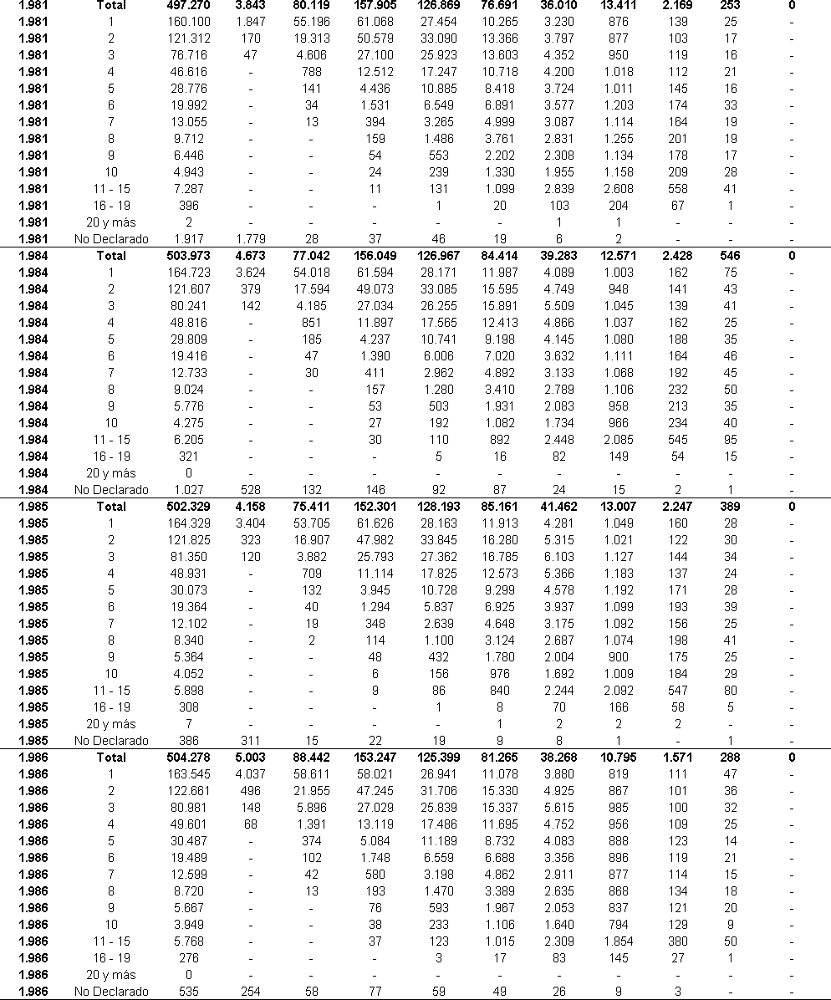 1.981 Total 497.270 3.843 80.119 157.905 126.869 76.691 36.010 13.411 2.169 253 0
1.981 1 160.100 1.847 55.196 61.068 27.454 10.265 3.230 876 139 25 -
1.981 2 121.312 170 19.313 50.579 33.090 13.366 3.797 877 103 17 -
1.981 3 76.716 47 4.606 27.100 25.923 13.603 4.352 950 119 16 -
1.981 4 46.616 - 788 12.512 17.247 10.718 4.200 1.018 112 21 -
1.981 5 28.776 - 141 4.436 10.885 8.418 3.724 1.011 145 16 -
1.981 6 19.992 - 34 1.531 6.549 6.891 3.577 1.203 174 33 -
1.981 7 13.055 - 13 394 3.265 4.999 3.087 1.114 164 19 -
1.981 8 9.712 - - 159 1.486 3.761 2.831 1.255 201 19 -
1.981 9 6.446 - - 54 553 2.202 2.308 1.134 178 17 -
1.981 10 4.943 - - 24 239 1.330 1.955 1.158 209 28 -
1.981 11 - 15 7.287 - - 11 131 1.099 2.839 2.608 558 41 -
1.981 16 - 19 396 - - - 1 20 103 204 67 1 -
1.981 20 y más 2 - - - - - 1 1 - - -
1.981 No Declarado 1.917 1.779 28 37 46 19 6 2 - - -
1.984 Total 503.973 4.673 77.042 156.049 126.967 84.414 39.283 12.571 2.428 546 0
1.984 1 164.723 3.624 54.018 61.594 28.171 11.987 4.089 1.003 162 75 -
1.984 2 121.607 379 17.594 49.073 33.085 15.595 4.749 948 141 43 -
1.984 3 80.241 142 4.185 27.034 26.255 15.891 5.509 1.045 139 41 -
1.984 4 48.816 - 851 11.897 17.565 12.413 4.866 1.037 162 25 -
1.984 5 29.809 - 185 4.237 10.741 9.198 4.145 1.080 188 35 -
1.984 6 19.416 - 47 1.390 6.006 7.020 3.632 1.111 164 46 -
1.984 7 12.733 - 30 411 2.962 4.892 3.133 1.068 192 45 -
1.984 8 9.024 - - 157 1.280 3.410 2.789 1.106 232 50 -
1.984 9 5.776 - - 53 503 1.931 2.083 958 213 35 -
1.984 10 4.275 - - 27 192 1.082 1.734 966 234 40 -
1.984 11 - 15 6.205 - - 30 110 892 2.448 2.085 545 95 -
1.984 16 - 19 321 - - - 5 16 82 149 54 15 -
1.984 20 y más 0 - - - - - - - - - -
1.984 No Declarado 1.027 528 132 146 92 87 24 15 2 1 -
1.985 Total 502.329 4.158 75.411 152.301 128.193 85.161 41.462 13.007 2.247 389 0
1.985 1 164.329 3.404 53.705 61.626 28.163 11.913 4.281 1.049 160 28 -
1.985 2 121.825 323 16.907 47.982 33.845 16.280 5.315 1.021 122 30 -
1.985 3 81.350 120 3.882 25.793 27.362 16.785 6.103 1.127 144 34 -
1.985 4 48.931 - 709 11.114 17.825 12.573 5.366 1.183 137 24 -
1.985 5 30.073 - 132 3.945 10.728 9.299 4.578 1.192 171 28 -
1.985 6 19.364 - 40 1.294 5.837 6.925 3.937 1.099 193 39 -
1.985 7 12.102 - 19 348 2.639 4.648 3.175 1.092 156 25 -
1.985 8 8.340 - 2 114 1.100 3.124 2.687 1.074 198 41 -
1.985 9 5.364 - - 48 432 1.780 2.004 900 175 25 -
1.985 10 4.052 - - 6 156 976 1.692 1.009 184 29 -
1.985 11 - 15 5.898 - - 9 86 840 2.244 2.092 547 80 -
1.985 16 - 19 308 - - - 1 8 70 166 58 5 -
1.985 20 y más 7 - - - - 1 2 2 2 - -
1.985 No Declarado 386 311 15 22 19 9 8 1 - 1 -
1.986 Total 504.278 5.003 88.442 153.247 125.399 81.265 38.268 10.795 1.571 288 0
1.986 1 163.545 4.037 58.611 58.021 26.941 11.078 3.880 819 111 47 -
1.986 2 122.661 496 21.955 47.245 31.706 15.330 4.925 867 101 36 -
1.986 3 80.981 148 5.896 27.029 25.839 15.337 5.615 985 100 32 -
1.986 4 49.601 68 1.391 13.119 17.486 11.695 4.752 956 109 25 -
1.986 5 30.487 - 374 5.084 11.189 8.732 4.083 888 123 14 -
1.986 6 19.489 - 102 1.748 6.559 6.688 3.356 896 119 21 -
1.986 7 12.599 - 42 580 3.198 4.862 2.911 877 114 15 -
1.986 8 8.720 - 13 193 1.470 3.389 2.635 868 134 18 -
1.986 9 5.667 - - 76 593 1.967 2.053 837 121 20 -
1.986 10 3.949 - - 38 233 1.106 1.640 794 129 9 -
1.986 11 - 15 5.768 - - 37 123 1.015 2.309 1.854 380 50 -
1.986 16 - 19 276 - - - 3 17 83 145 27 1 -
1.986 20 y más 0 - - - - - - - - - -
1.986 No Declarado 535 254 58 77 59 49 26 9 3 - -